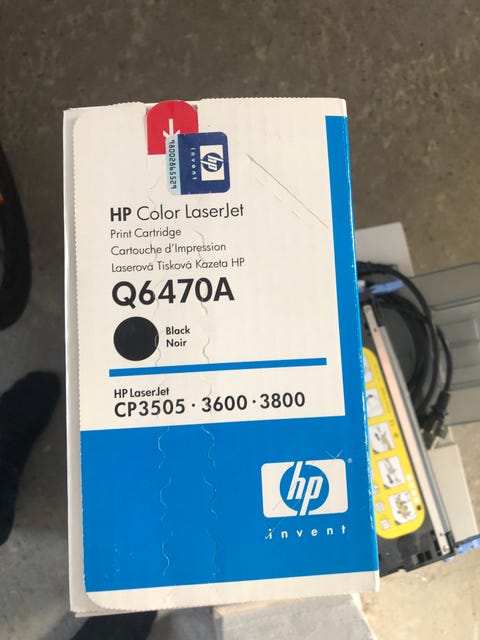 hp
invent
HP Color LaserJet
Print Cartridge
Cartouche d'Impression
Laserová Tisková Kazeta HP
Q6470A
Black
Noir
HP LaserJet
CP3505 · 3600 · 3800
hp
invent